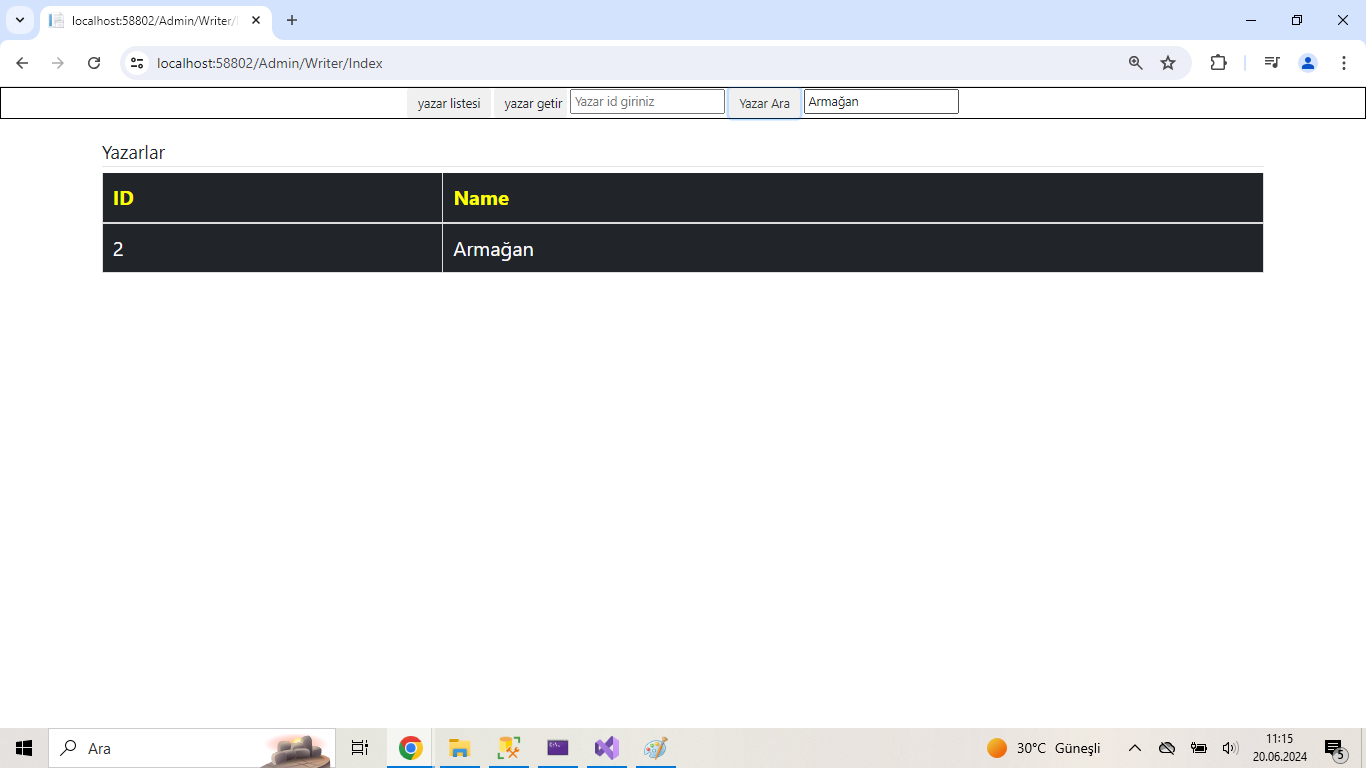 localhost:58802/Admin/Writer/
localhost:58802/Admin/Writer/Index
yazar listesi yazar getir Yazar id giriniz Yazar Ara Armağan
Yazarlar
ID Name
2 Armağan
Ara 30°C Güneşli 11:15
20.06.2024
5